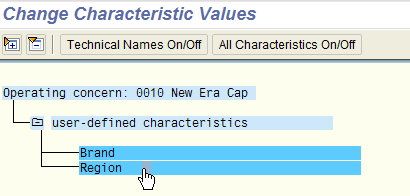 Change Characteristic Values
Technical Names On/Off All Characteristics On/Off
Operating concern: 0010 New Era Cap
user-defined characteristics
Brand
Region